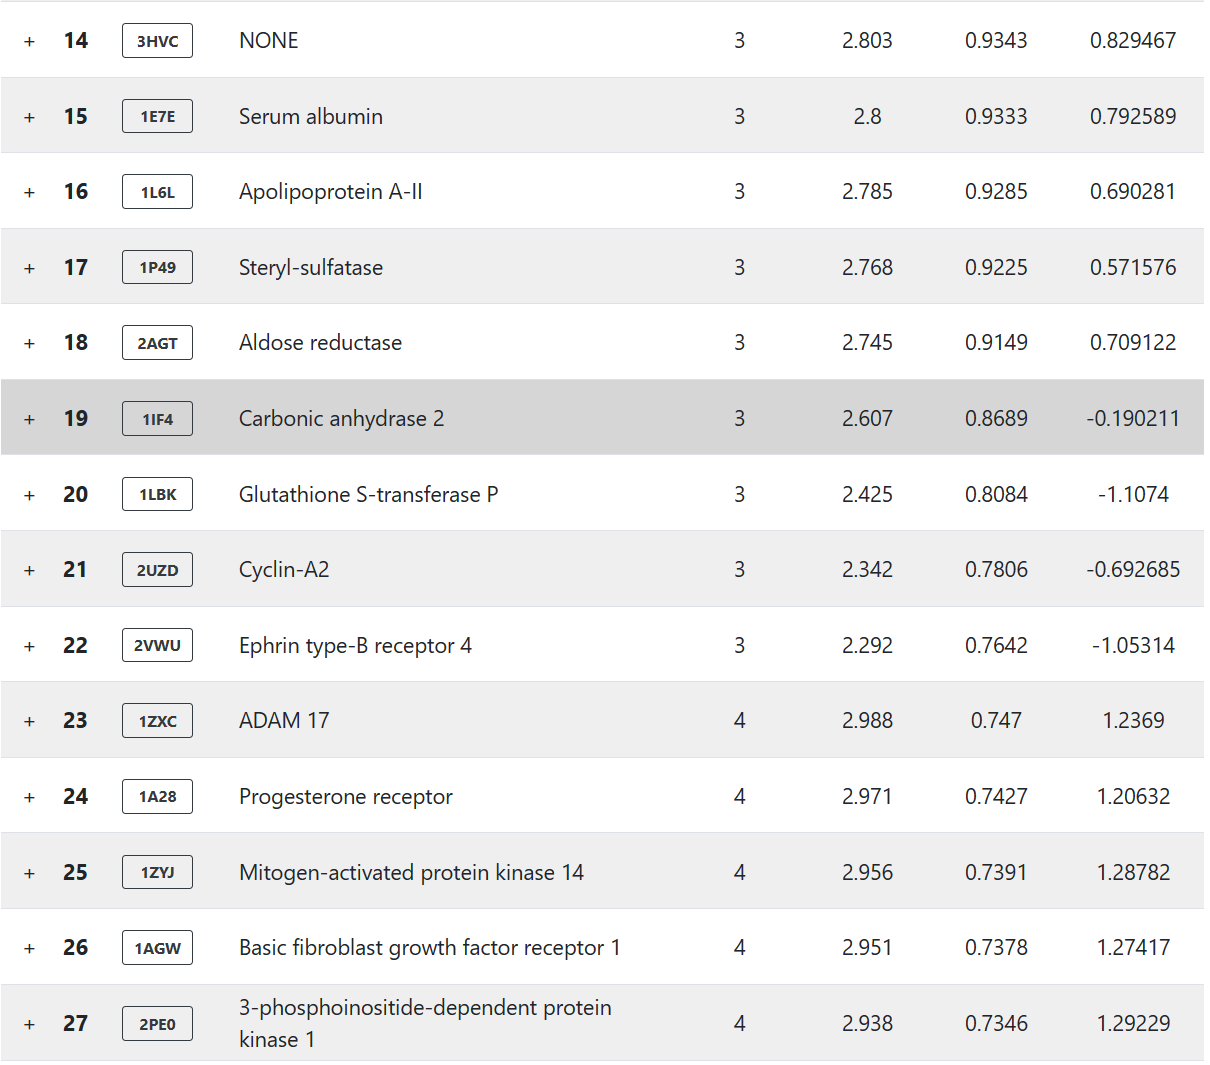 + 14 3HVC NONE 3 2.803 0.9343 0.829467
+ 15 1E7E Serum albumin 3 2.8 0.9333 0.792589
+ 16 1L6L Apolipoprotein A-II 3 2.785 0.9285 0.690281
+ 17 1P49 Steryl-sulfatase 3 2.768 0.9225 0.571576
+ 18 2AGT Aldose reductase 3 2.745 0.9149 0.709122
+ 19 1IF4 Carbonic anhydrase 2 3 2.607 0.8689 -0.190211
+ 20 1LBK Glutathione S-transferase P 3 2.425 0.8084 -1.1074
+ 21 2UZD Cyclin-A2 3 2.342 0.7806 -0.692685
+ 22 2VWU Ephrin type-B receptor 4 3 2.292 0.7642 -1.05314
+ 23 1ZXC ADAM 17 4 2.988 0.747 1.2369
+ 24 1A28 Progesterone receptor 4 2.971 0.7427 1.20632
+ 25 1ZYJ Mitogen-activated protein kinase 14 4 2.956 0.7391 1.28782
+ 26 1AGW Basic fibroblast growth factor receptor 1 4 2.951 0.7378 1.27417
3-phosphoinositide-dependent protein
+ 27 2PE0 kinase 1 4 2.938 0.7346 1.29229